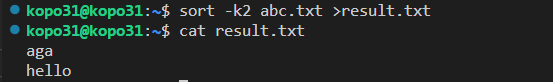 kopo31@kopo31:~$ sort -k2 abc.txt >result.txt
kopo31@kopo31:~$ cat result.txt
aga
hello